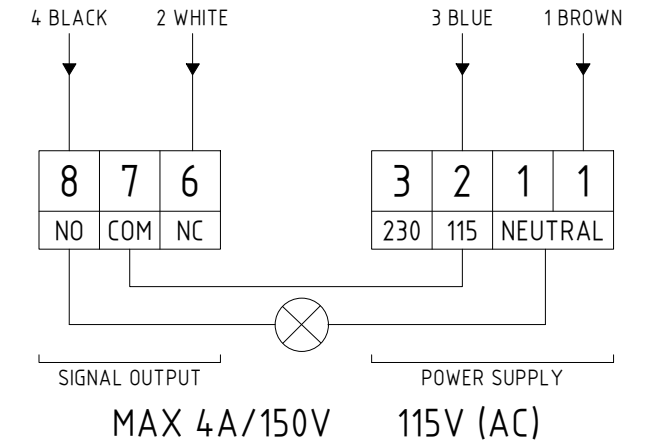 4 BLACK 2 WHITE 3 BLUE 1 BROWN
8 7 6 3 2 1 1
NO COM NC 230 115 NEUTRAL
SIGNAL OUTPUT POWER SUPPLY
MAX 4A/150V 115V (AC)